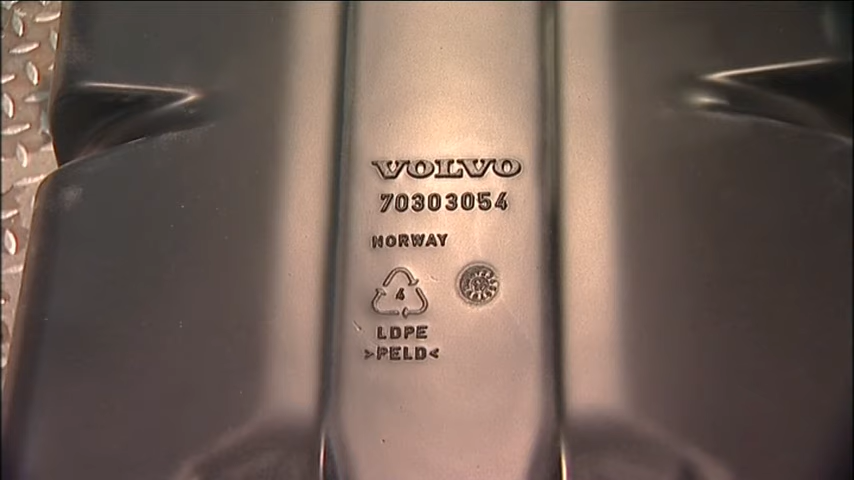 VOLVO
70303054
NORWAY
4
LDPE
>PELD<